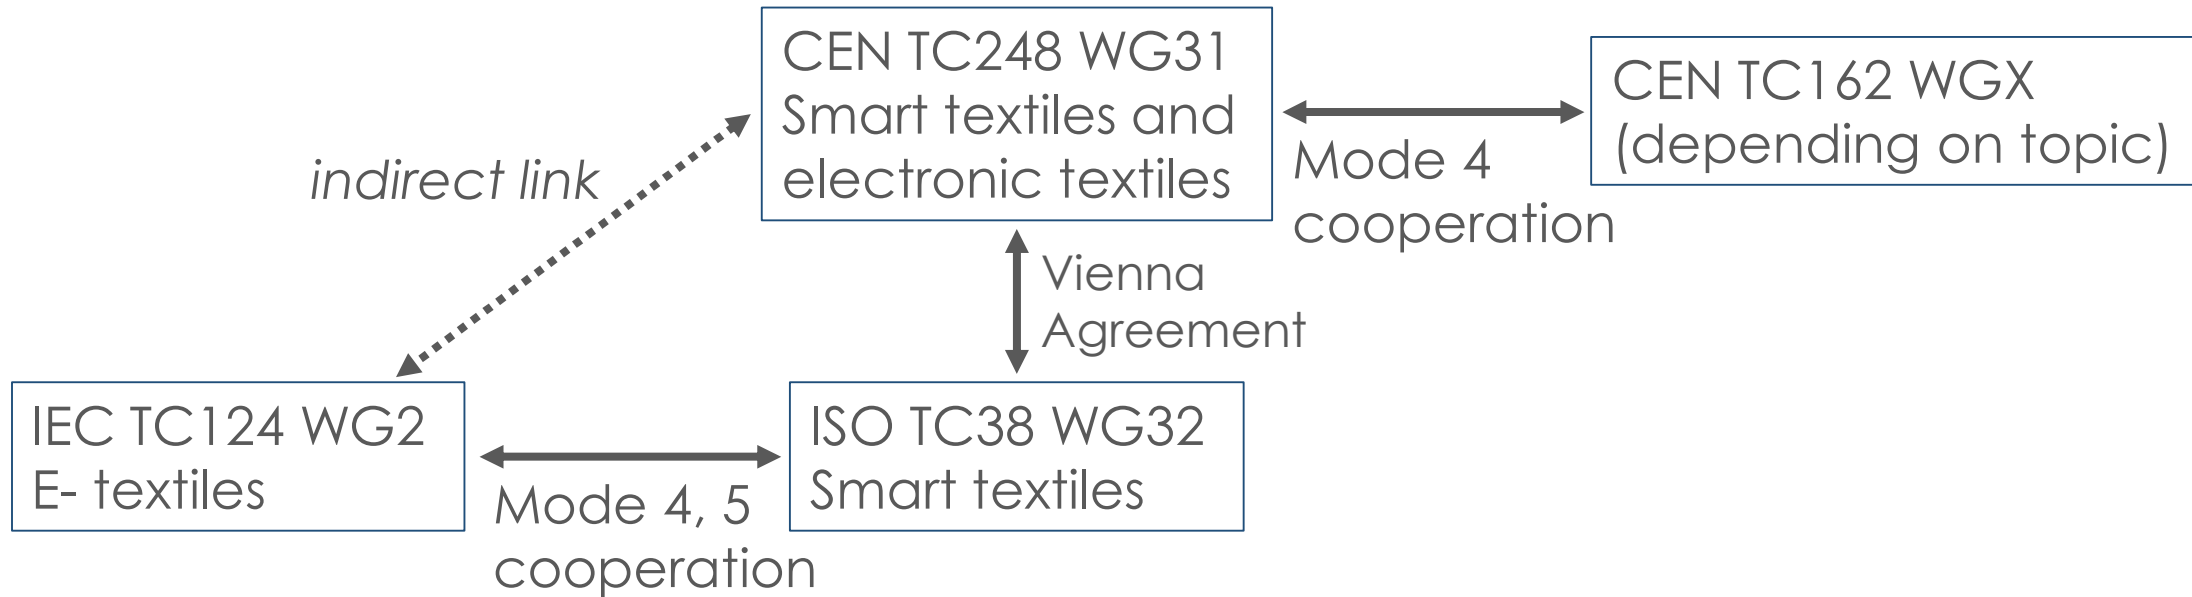 CEN TC248 WG31
Smart textiles and
electronic textiles
CEN TC162 WGX
(depending on topic)
Mode 4
cooperation
indirect link
Vienna
Agreement
IEC TC124 WG2
E- textiles
Mode 4, 5
cooperation
ISO TC38 WG32
Smart textiles